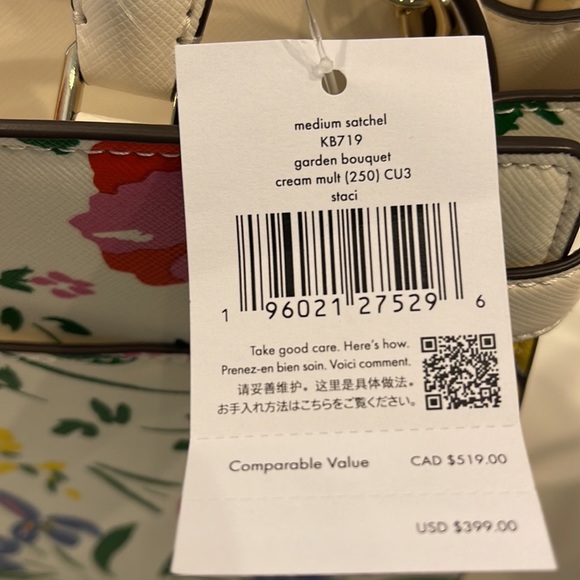 medium satchel
KB719
garden bouquet
cream mult (250) CU3
staci
1 96021 27529 6
Take good care. Here's how.
Prenez-en bien soin. Voici comment.
请妥善维护。这里是具体做法。
お手入れ方法はこちらをご覧ください。
Comparable Value CAD $519.00
USD $399.00